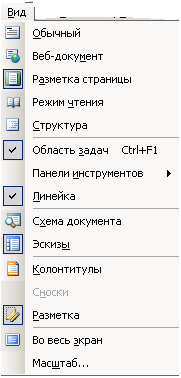 Вид
Обычный
Веб-документ
Разметка страницы
Режим чтения
Структура
Область задач Ctrl+F1
Панели инструментов
Линейка
Схема документа
Эскизы
Колонтитулы
Сноски
Разметка
Во весь экран
Масштаб...